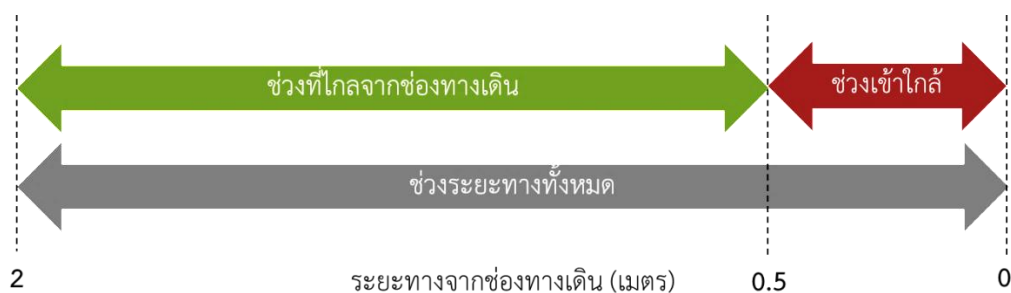 ช่วงที่ไกลจากช่องทางเดิน
ช่วงเข้าใกล้
ช่วงระยะทางทั้งหมด
2
ระยะทางจากช่องทางเดิน (เมตร)
0.5
0